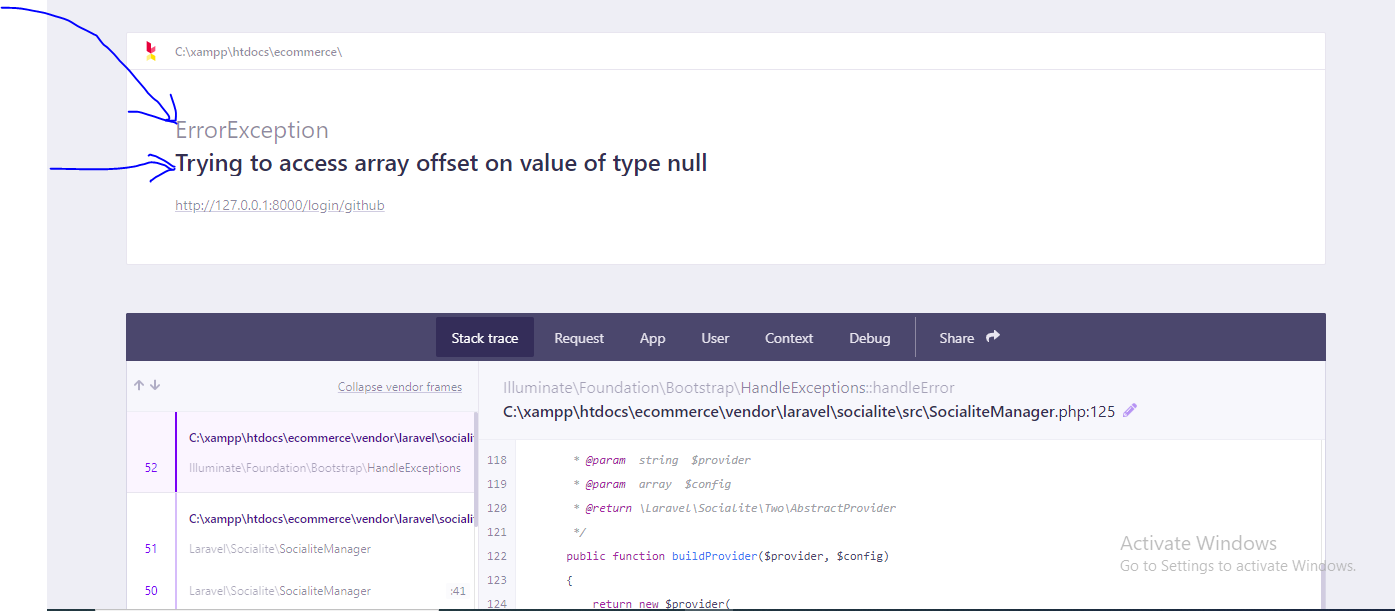 C:\xampp\htdocs\ecommerce\
ErrorException
Trying to access array offset on value of type null
http://127.0.0.1:8000/login/github
Stack trace Request App User Context Debug Share
Collapse vendor frames
C:\xampp\htdocs\ecommerce\vendor\laravel\sociali
52 Illuminate\Foundation\Bootstrap\HandleExceptions
C:\xampp\htdocs\ecommerce\vendor\laravel\sociali
51 Laravel\Socialite\SocialiteManager
50 Laravel\Socialite\SocialiteManager :41
Illuminate\Foundation\Bootstrap\HandleExceptions::handleError
C:\xampp\htdocs\ecommerce\vendor\laravel\socialite\src\SocialiteManager.php:125
118 * @param string $provider
119 * @param array $config
120 * @return \Laravel\Socialite\Two\AbstractProvider
121 */
122 public function buildProvider($provider, $config)
123 {
124 return new $provider(
Activate Windows
Go to Settings to activate Windows.